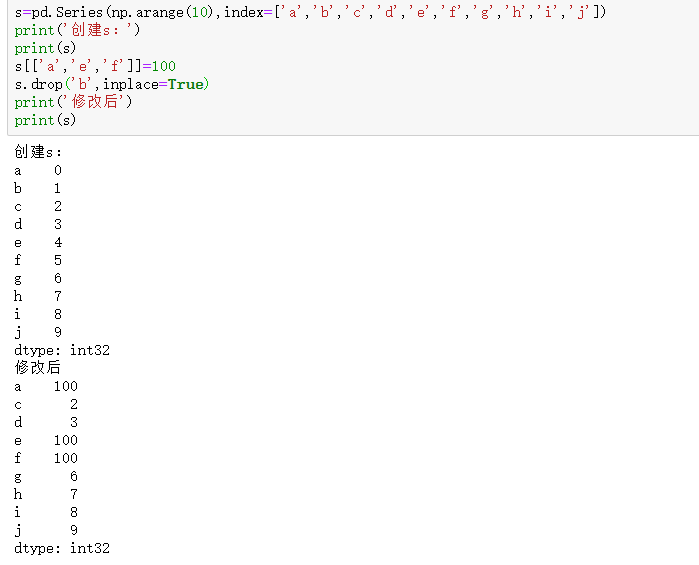 s=pd.Series(np.arange(10),index=['a','b','c','d','e','f','g','h','i','j'])
print('创建s：')
print(s)
s[['a','e','f']]=100
s.drop('b',inplace=True)
print('修改后')
print(s)
创建s：
a    0
b    1
c    2
d    3
e    4
f    5
g    6
h    7
i    8
j    9
dtype: int32
修改后
a    100
c      2
d      3
e    100
f    100
g      6
h      7
i      8
j      9
dtype: int32